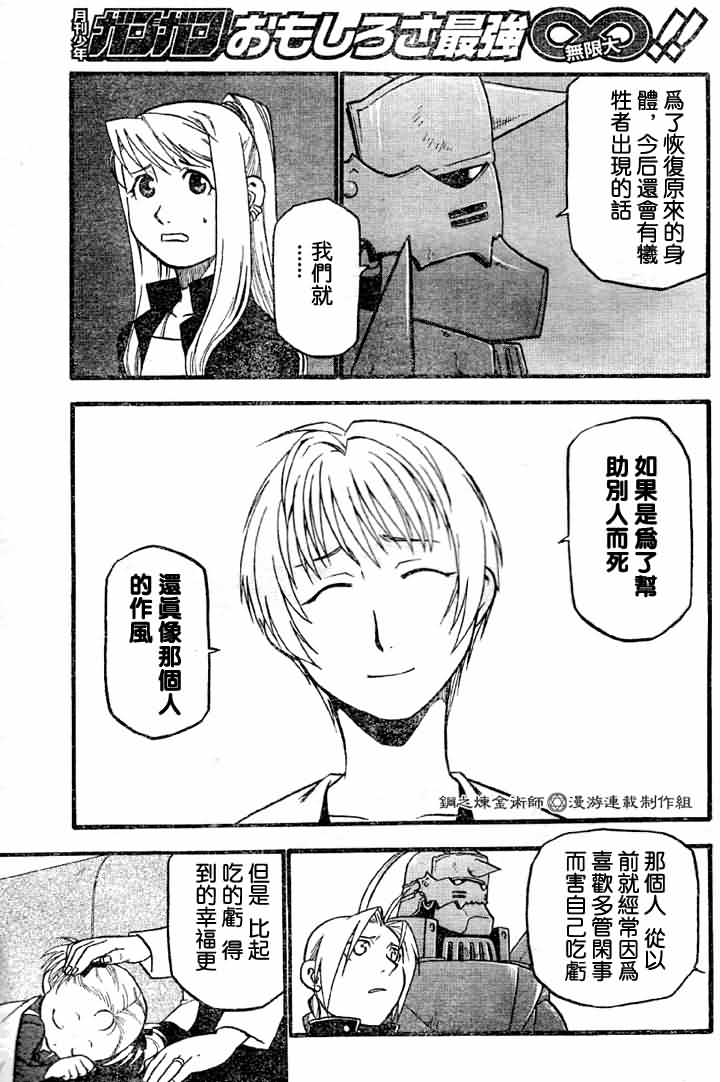 月刊少年ガンガンおもしろさ最強∞無限大!!
爲了恢復原來的身
體，今后還會有犧
牲者出現的話
我們就
……
如果是爲了幫
助別人而死
還眞像那個人
的作風
鋼之煉金術師 漫游連載制作組
那個人 從以
前就經常因爲
喜歡多管閑事
而害自己吃虧
但是 比起
吃的虧 得
到的幸福更